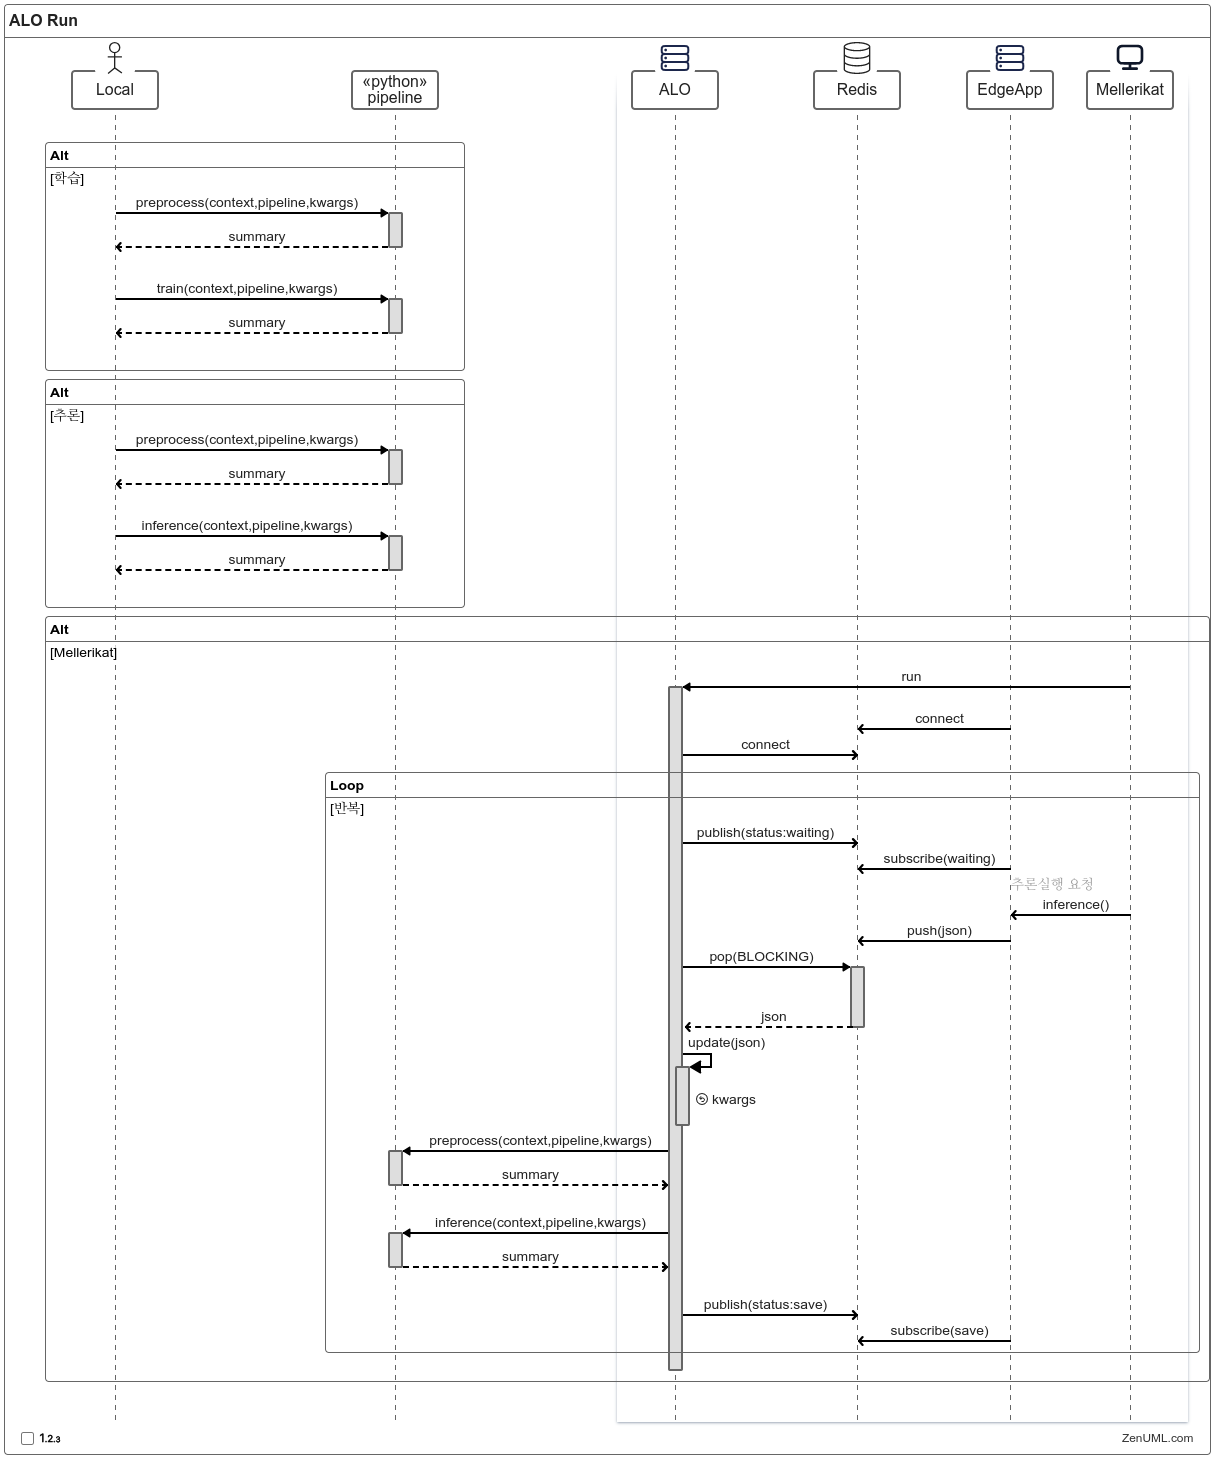 ALO Run
Local
«python»
pipeline
ALO
Redis
EdgeApp
Mellerikat
Alt
[학습]
preprocess(context,pipeline,kwargs)
summary
train(context,pipeline,kwargs)
summary
Alt
[추론]
preprocess(context,pipeline,kwargs)
summary
inference(context,pipeline,kwargs)
summary
Alt
[Mellerikat]
run
connect
connect
Loop
[반복]
publish(status:waiting)
subscribe(waiting)
추론실행 요청
inference()
push(json)
pop(BLOCKING)
json
update(json)
kwargs
preprocess(context,pipeline,kwargs)
summary
inference(context,pipeline,kwargs)
summary
publish(status:save)
subscribe(save)
1.2.3
ZenUML.com